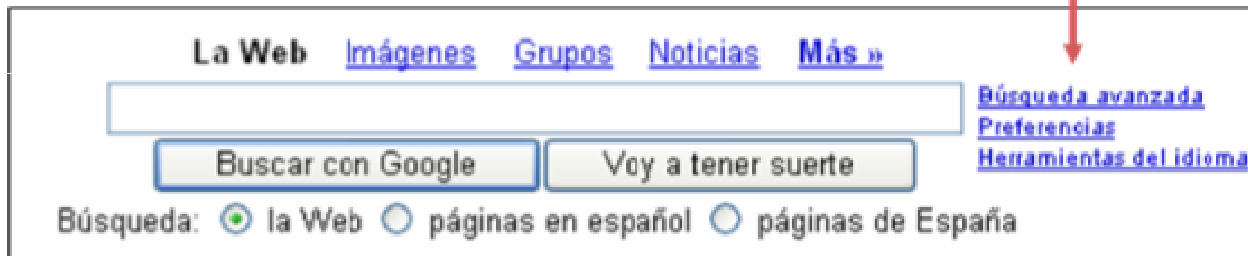 La Web Imágenes Grupos Noticias Más »
Búsqueda avanzada
Preferencias
Herramientas del idioma
Buscar con Google Voy a tener suerte
Búsqueda: la Web páginas en español páginas de España